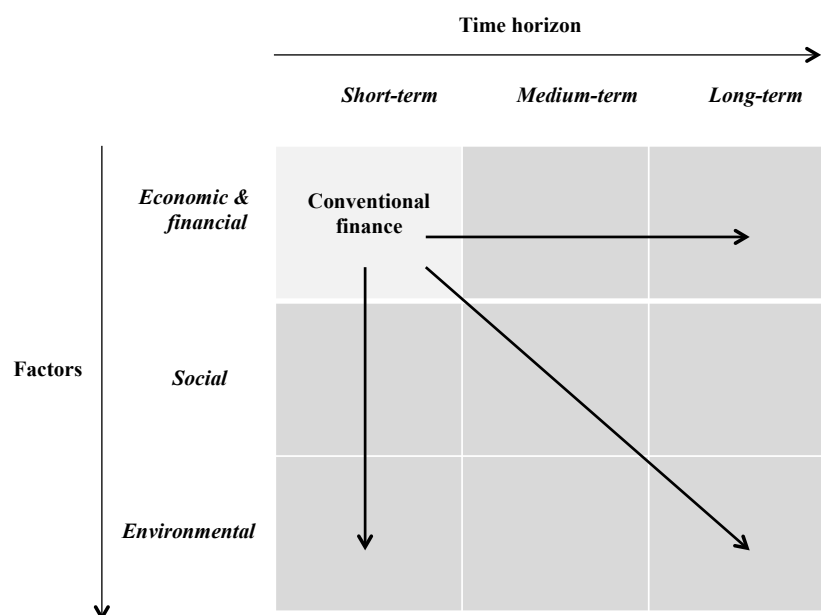 Time horizon
Short-term Medium-term Long-term
Economic &
financial
Conventional
finance
Factors
Social
Environmental